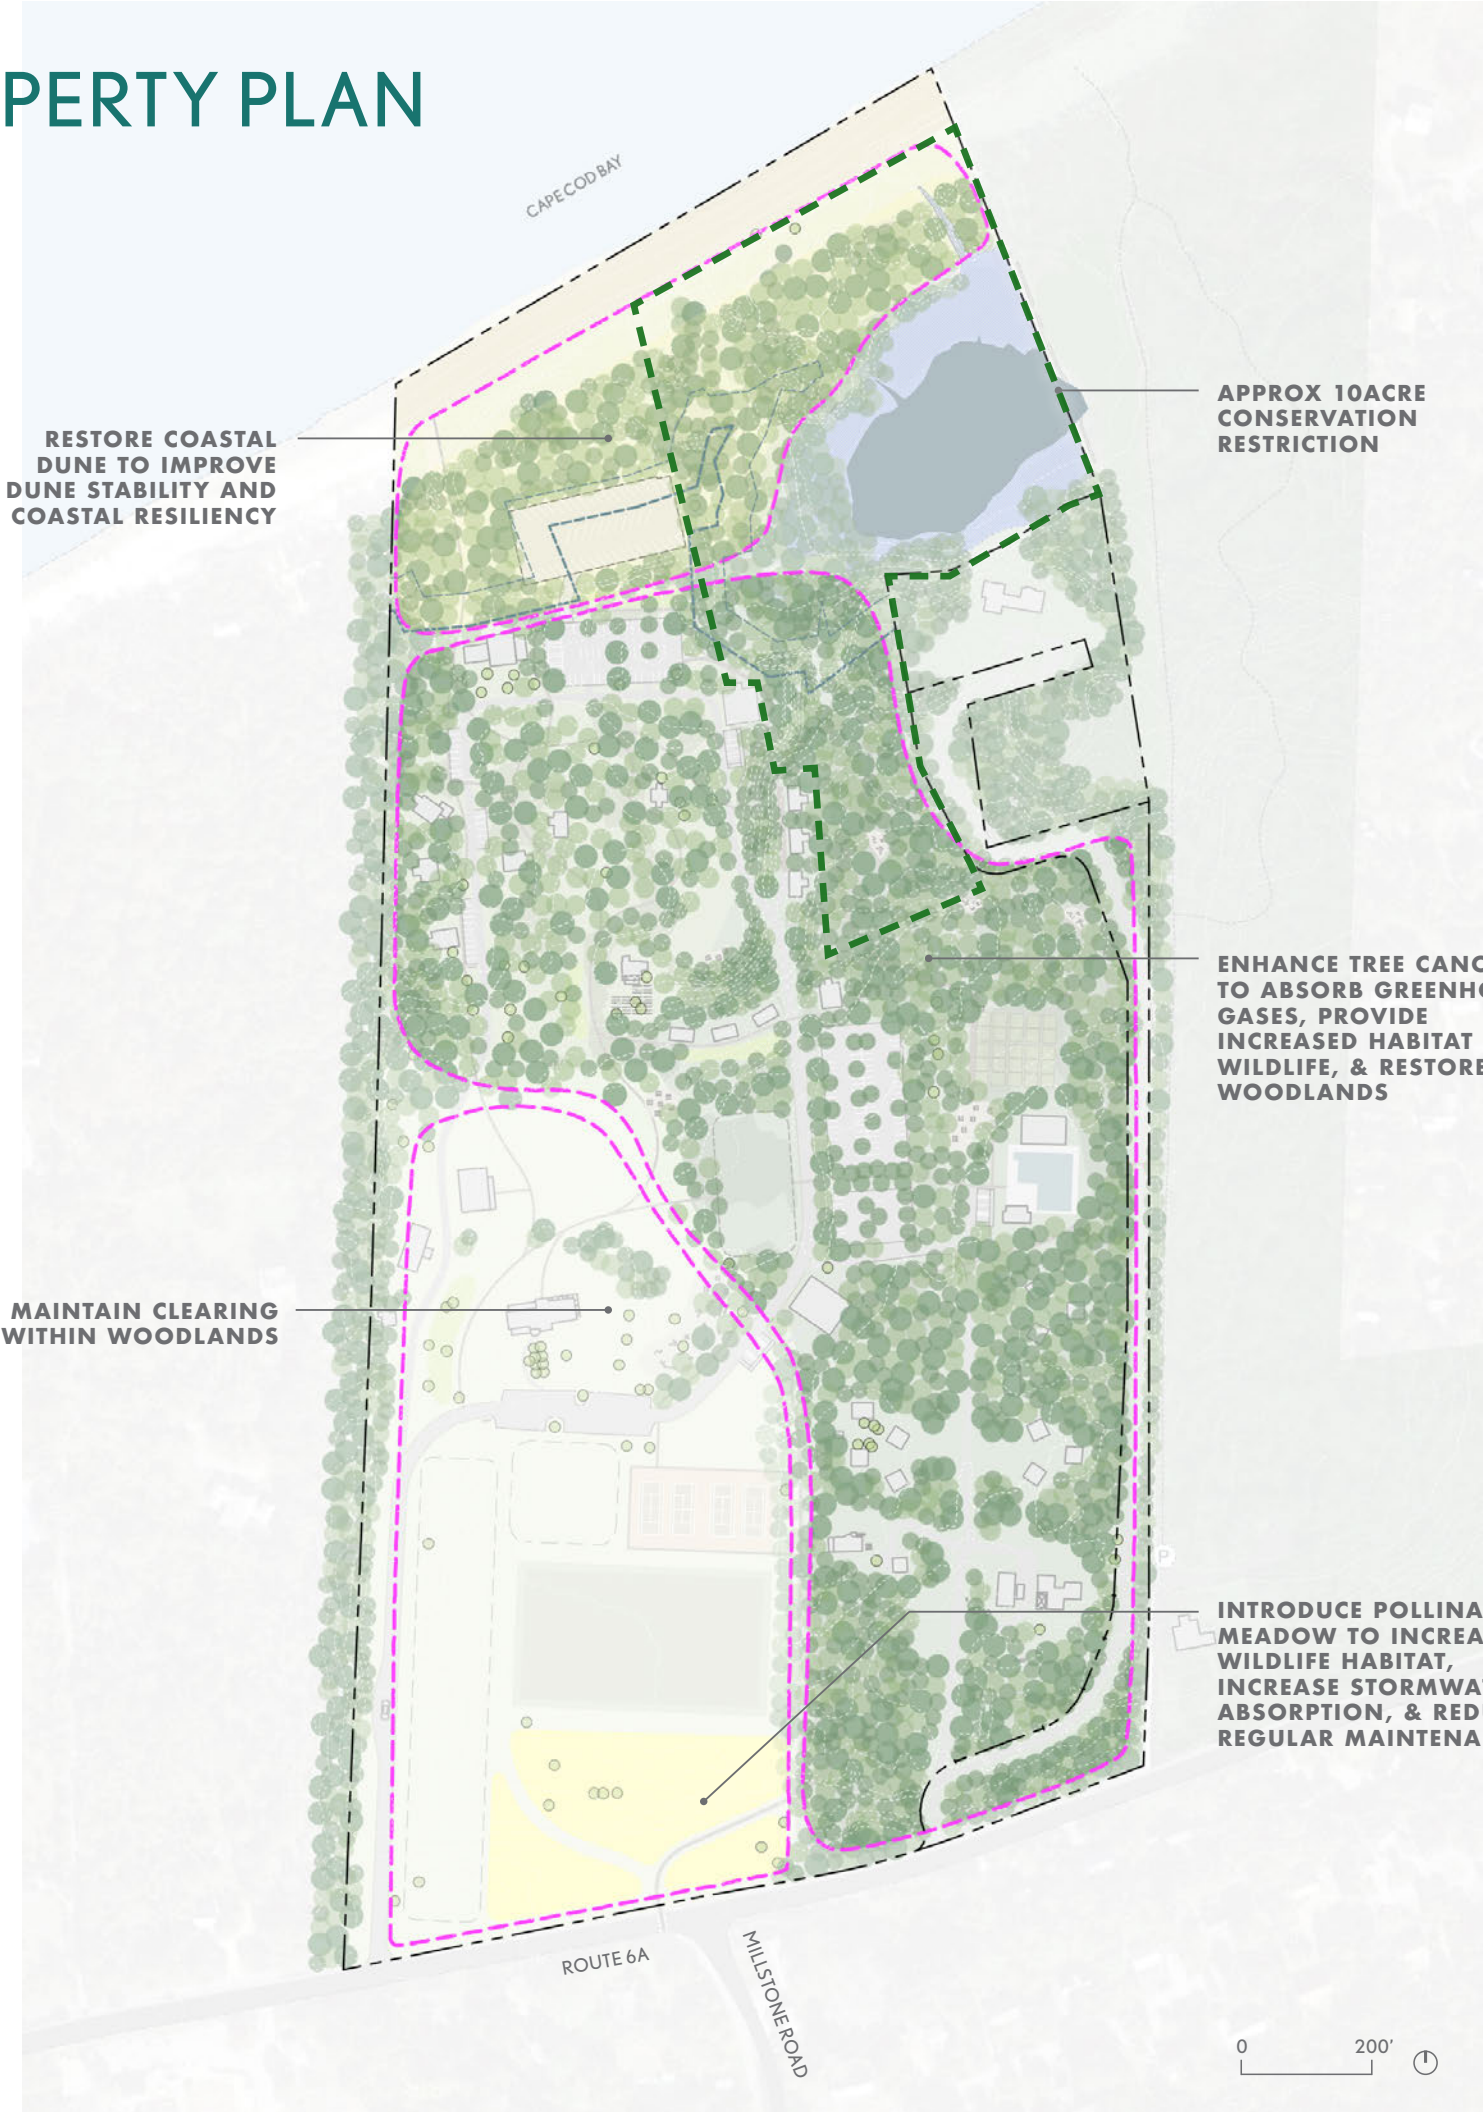 PERTY PLAN
CAPE COD BAY
RESTORE COASTAL
DUNE TO IMPROVE
DUNE STABILITY AND
COASTAL RESILIENCY
APPROX 10ACRE
CONSERVATION
RESTRICTION
ENHANCE TREE CANO
TO ABSORB GREENHO
GASES, PROVIDE
INCREASED HABITAT
WILDLIFE, & RESTORE
WOODLANDS
MAINTAIN CLEARING
WITHIN WOODLANDS
P
INTRODUCE POLLINA
MEADOW TO INCREA
WILDLIFE HABITAT,
INCREASE STORMWA
ABSORPTION, & RED
REGULAR MAINTENA
ROUTE 6A
MILLSTONE ROAD
0 200'